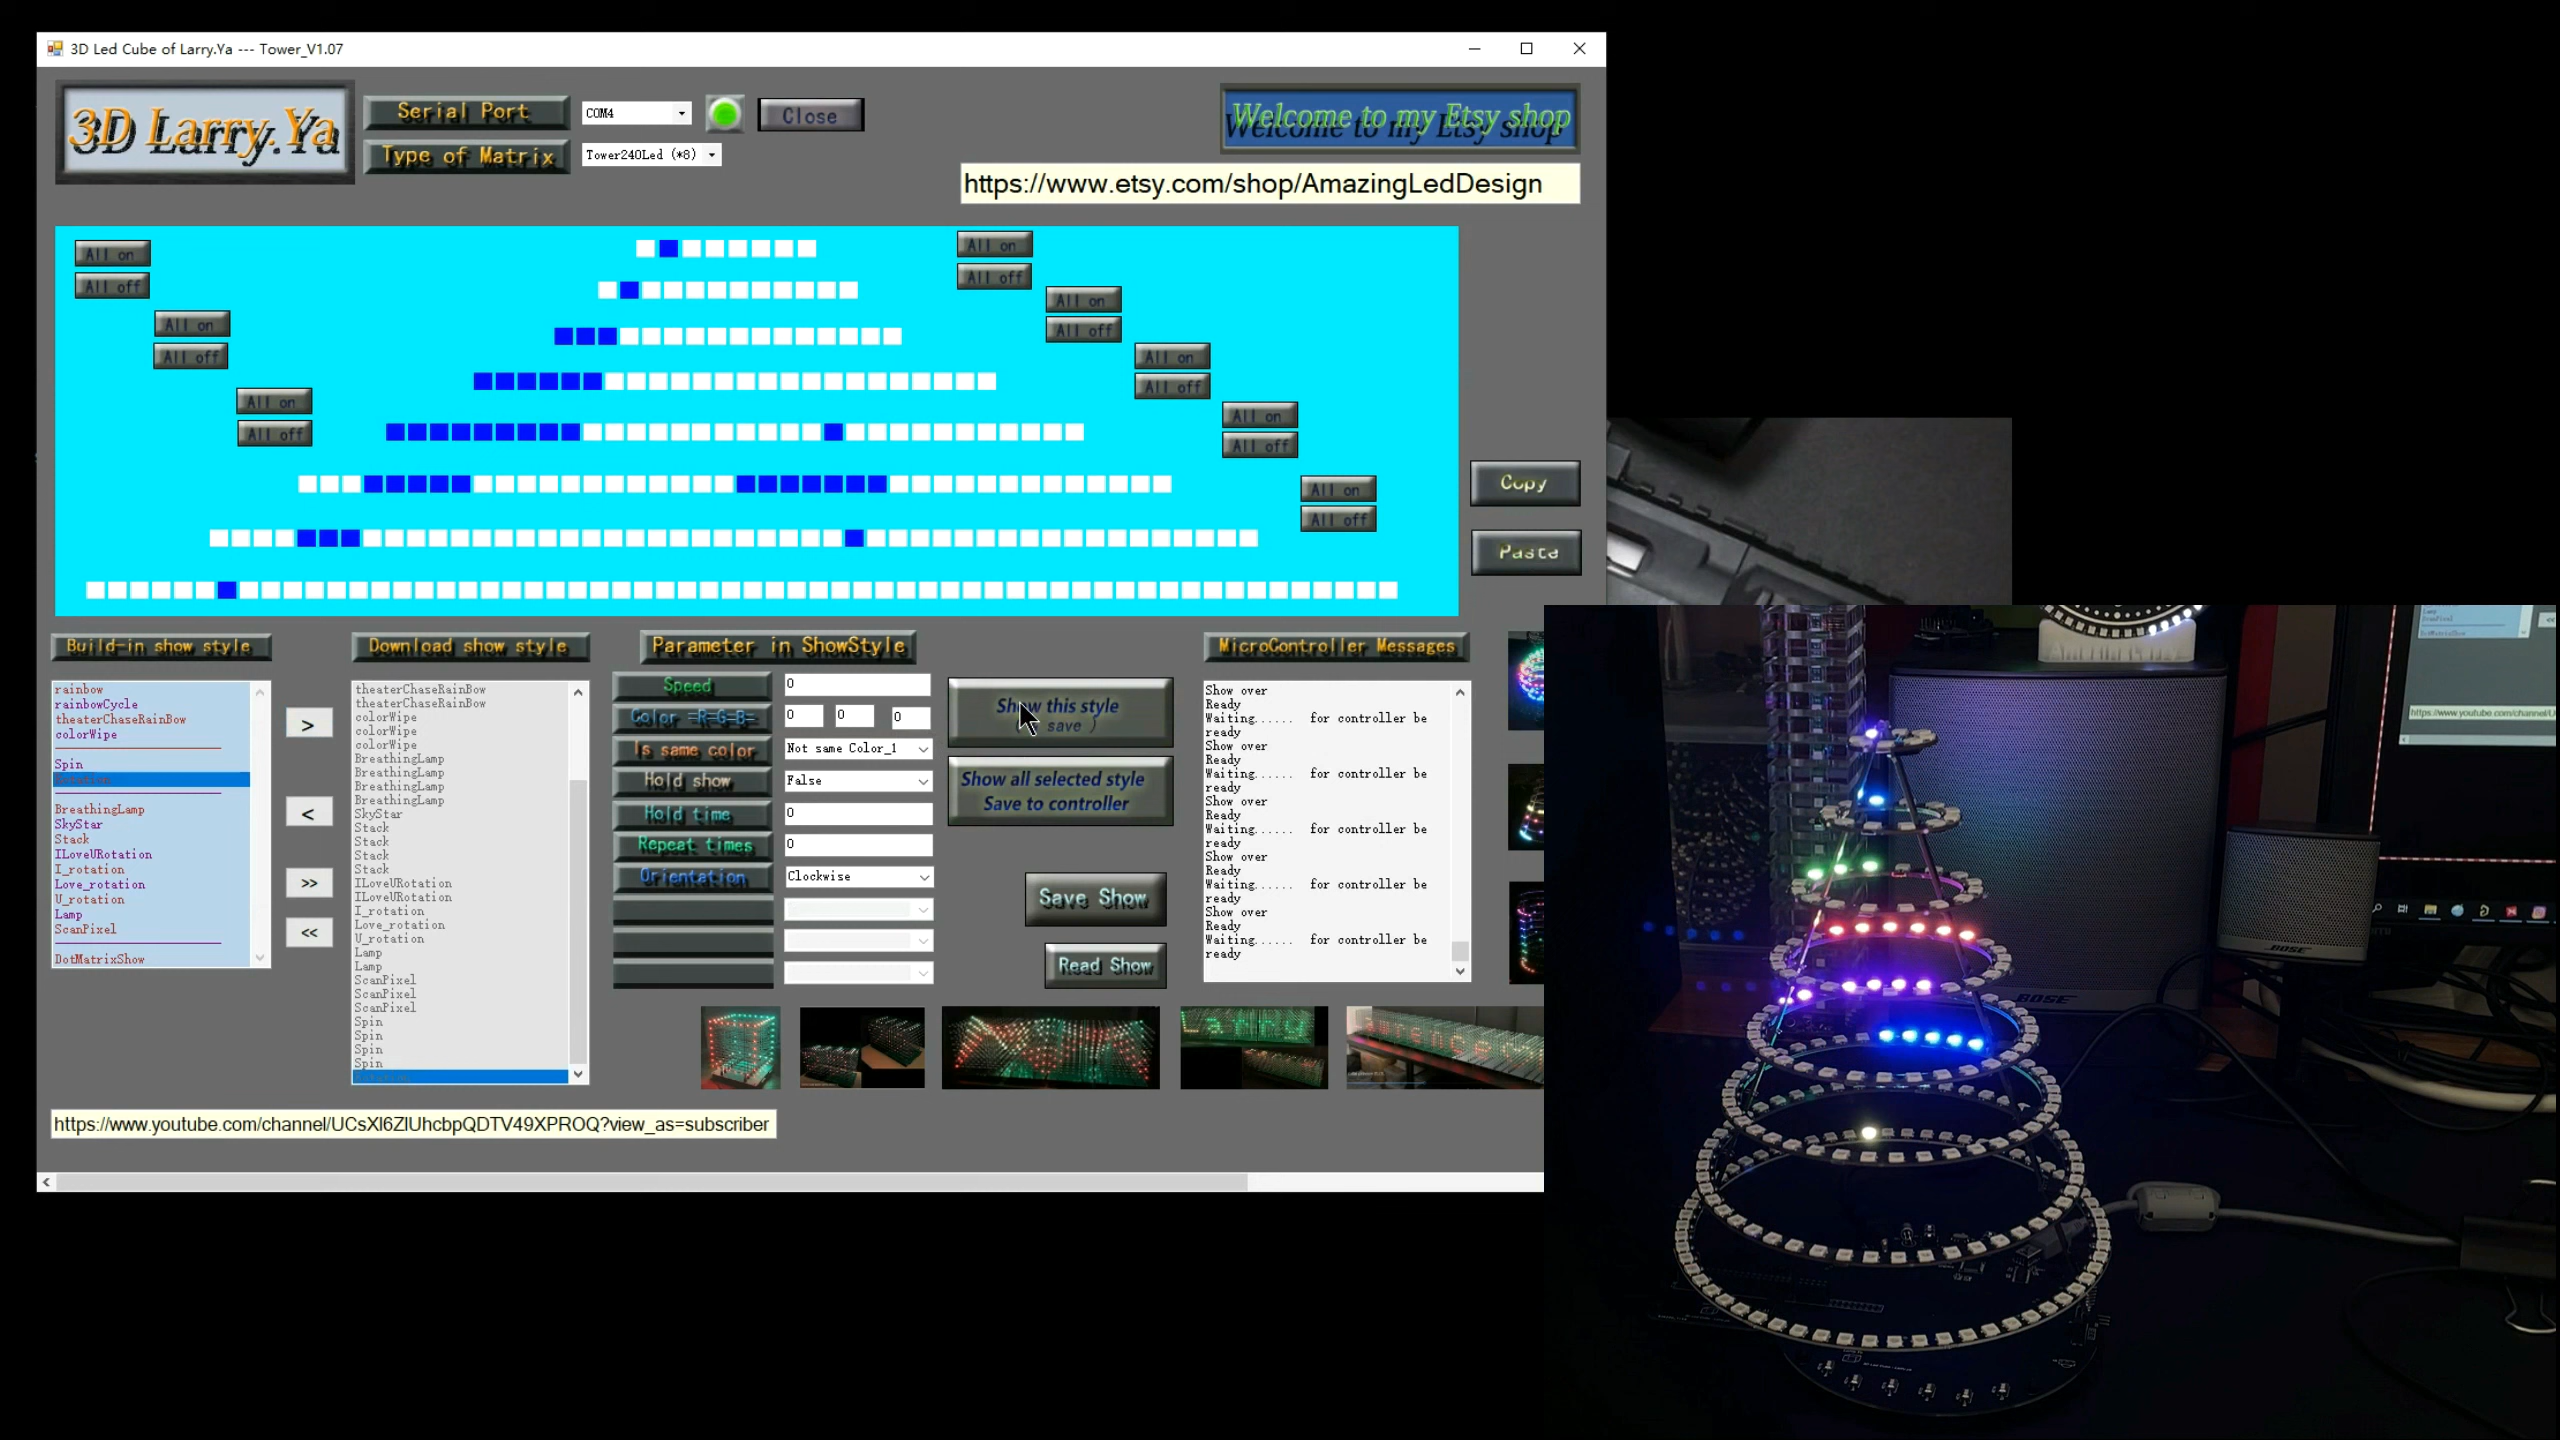 3D Led Cube of Larry.Ya --- Tower_V1.07
3D Larry.Ya
Serial Port
COM4
Close
Type of Matrix
Tower240Led (*8)
Welcome to my Etsy shop
https://www.etsy.com/shop/AmazingLedDesign
All on
All off
All on
All off
All on
All off
All on
All off
All on
All off
All on
All off
All on
All off
All on
All off
Copy
Paste
Build-in show style
rainbow
rainbowCycle
theaterChaseRainBow
colorWipe
Spin
BreathingLamp
SkyStar
Stack
ILoveURotation
I_rotation
Love_rotation
U_rotation
Lamp
ScanPixel
DotMatrixShow
>
<
>>
<<
Download show style
theaterChaseRainBow
theaterChaseRainBow
colorWipe
colorWipe
colorWipe
BreathingLamp
BreathingLamp
BreathingLamp
BreathingLamp
SkyStar
Stack
Stack
Stack
Stack
ILoveURotation
ILoveURotation
I_rotation
Love_rotation
U_rotation
Lamp
Lamp
ScanPixel
ScanPixel
ScanPixel
Spin
Spin
Spin
Spin
Parameter in ShowStyle
Speed
0
Color =R=G=B=
0 0 0
Is same color
Not same Color_1
Hold show
False
Hold time
0
Repeat times
0
Orientation
Clockwise
Show this style
save )
Show all selected style
Save to controller
Save Show
Read Show
MicroController Messages
Show over
Ready
Waiting...... for controller be
ready
Show over
Ready
Waiting...... for controller be
ready
Show over
Ready
Waiting...... for controller be
ready
Show over
Ready
Waiting...... for controller be
ready
Show over
Ready
Waiting...... for controller be
ready
https://www.youtube.com/channel/UCsXl6ZlUhcbpQDTV49XPROQ?view_as=subscriber
BOSE
BOSE